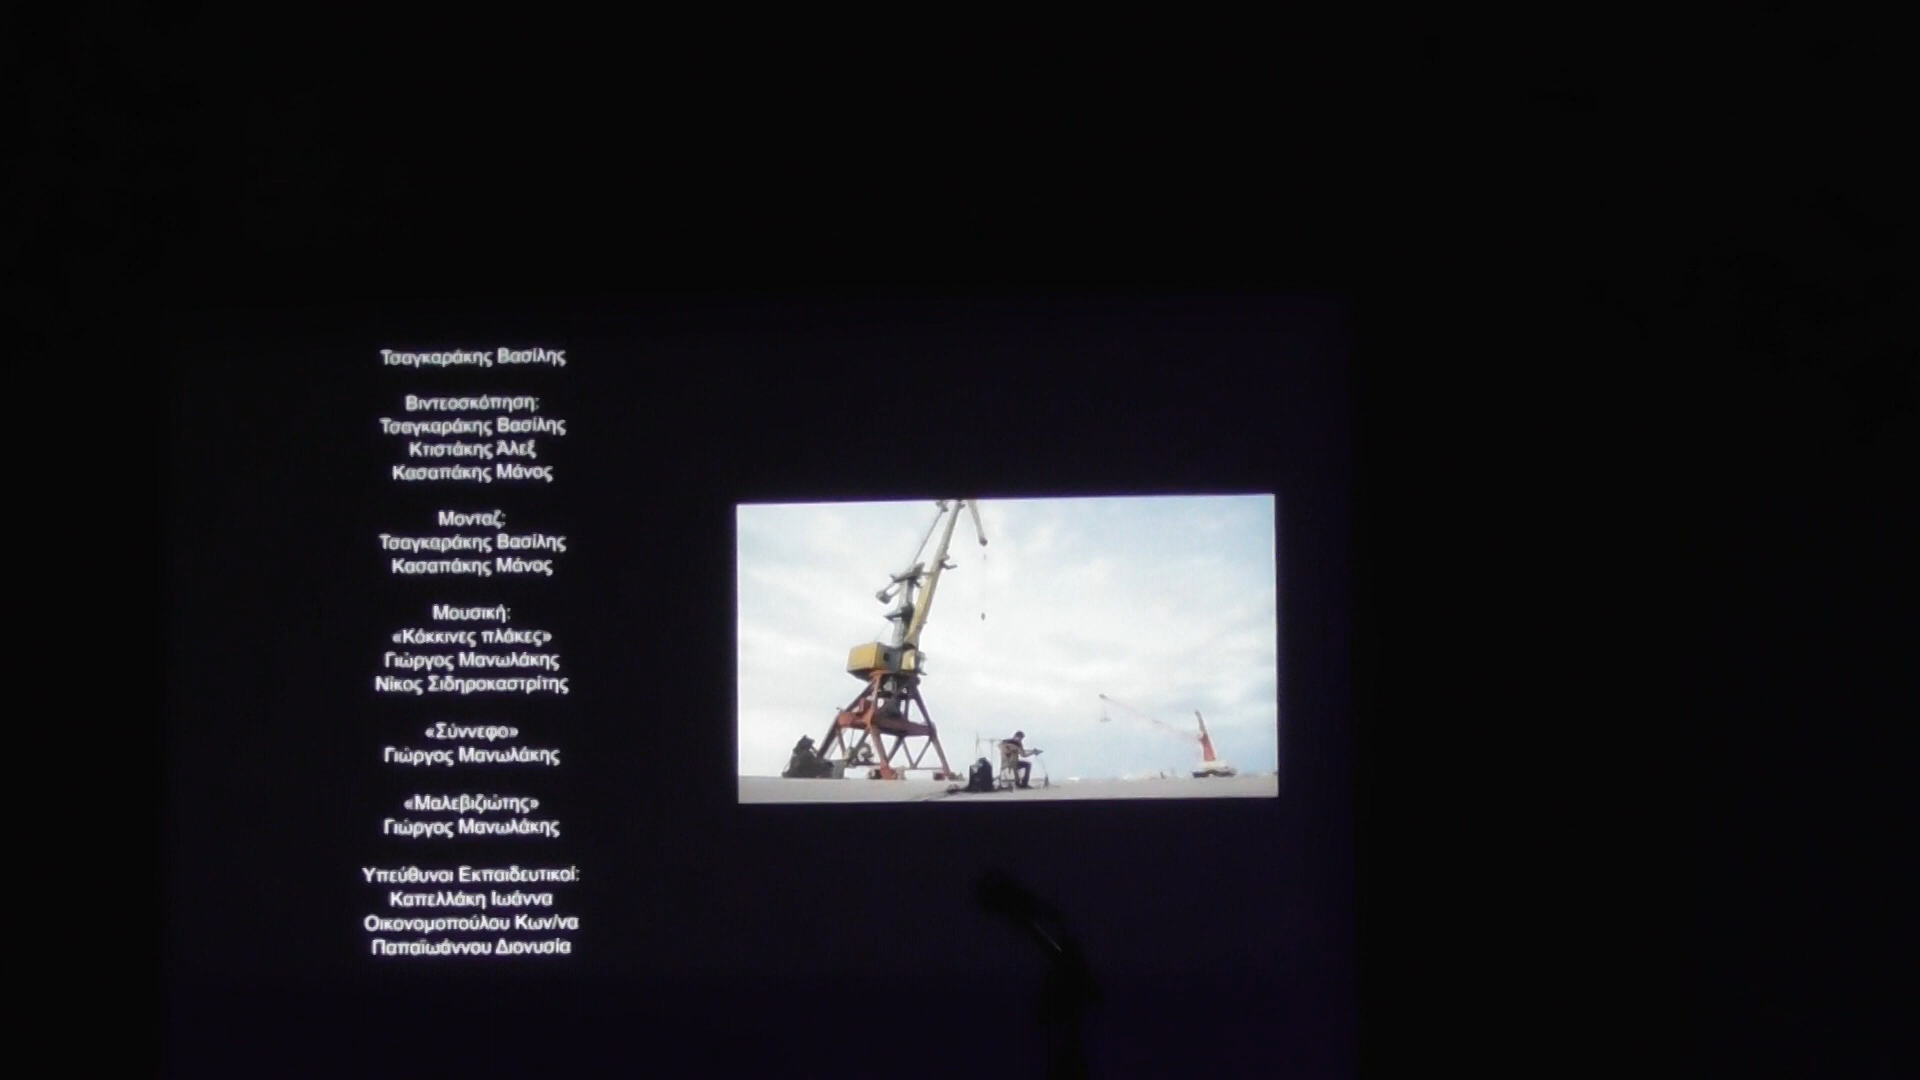 Τσαγκαράκης Βασίλης
Βιντεοσκόπηση:
Τσαγκαράκης Βασίλης
Κτιστάκης Άλεξ
Κασαπάκης Μάνος
Μονταζ:
Τσαγκαράκης Βασίλης
Κασαπάκης Μάνος
Μουσική:
«Κόκκινες πλάκες»
Γιώργος Μανωλάκης
Νίκος Σιδηροκαστρίτης
«Σύννεφο»
Γιώργος Μανωλάκης
«Μαλεβιζιώτης»
Γιώργος Μανωλάκης
Υπεύθυνοι Εκπαιδευτικοί:
Καπελλάκη Ιωάννα
Οικονομοπούλου Κων/να
Παπαϊωάννου Διονυσία